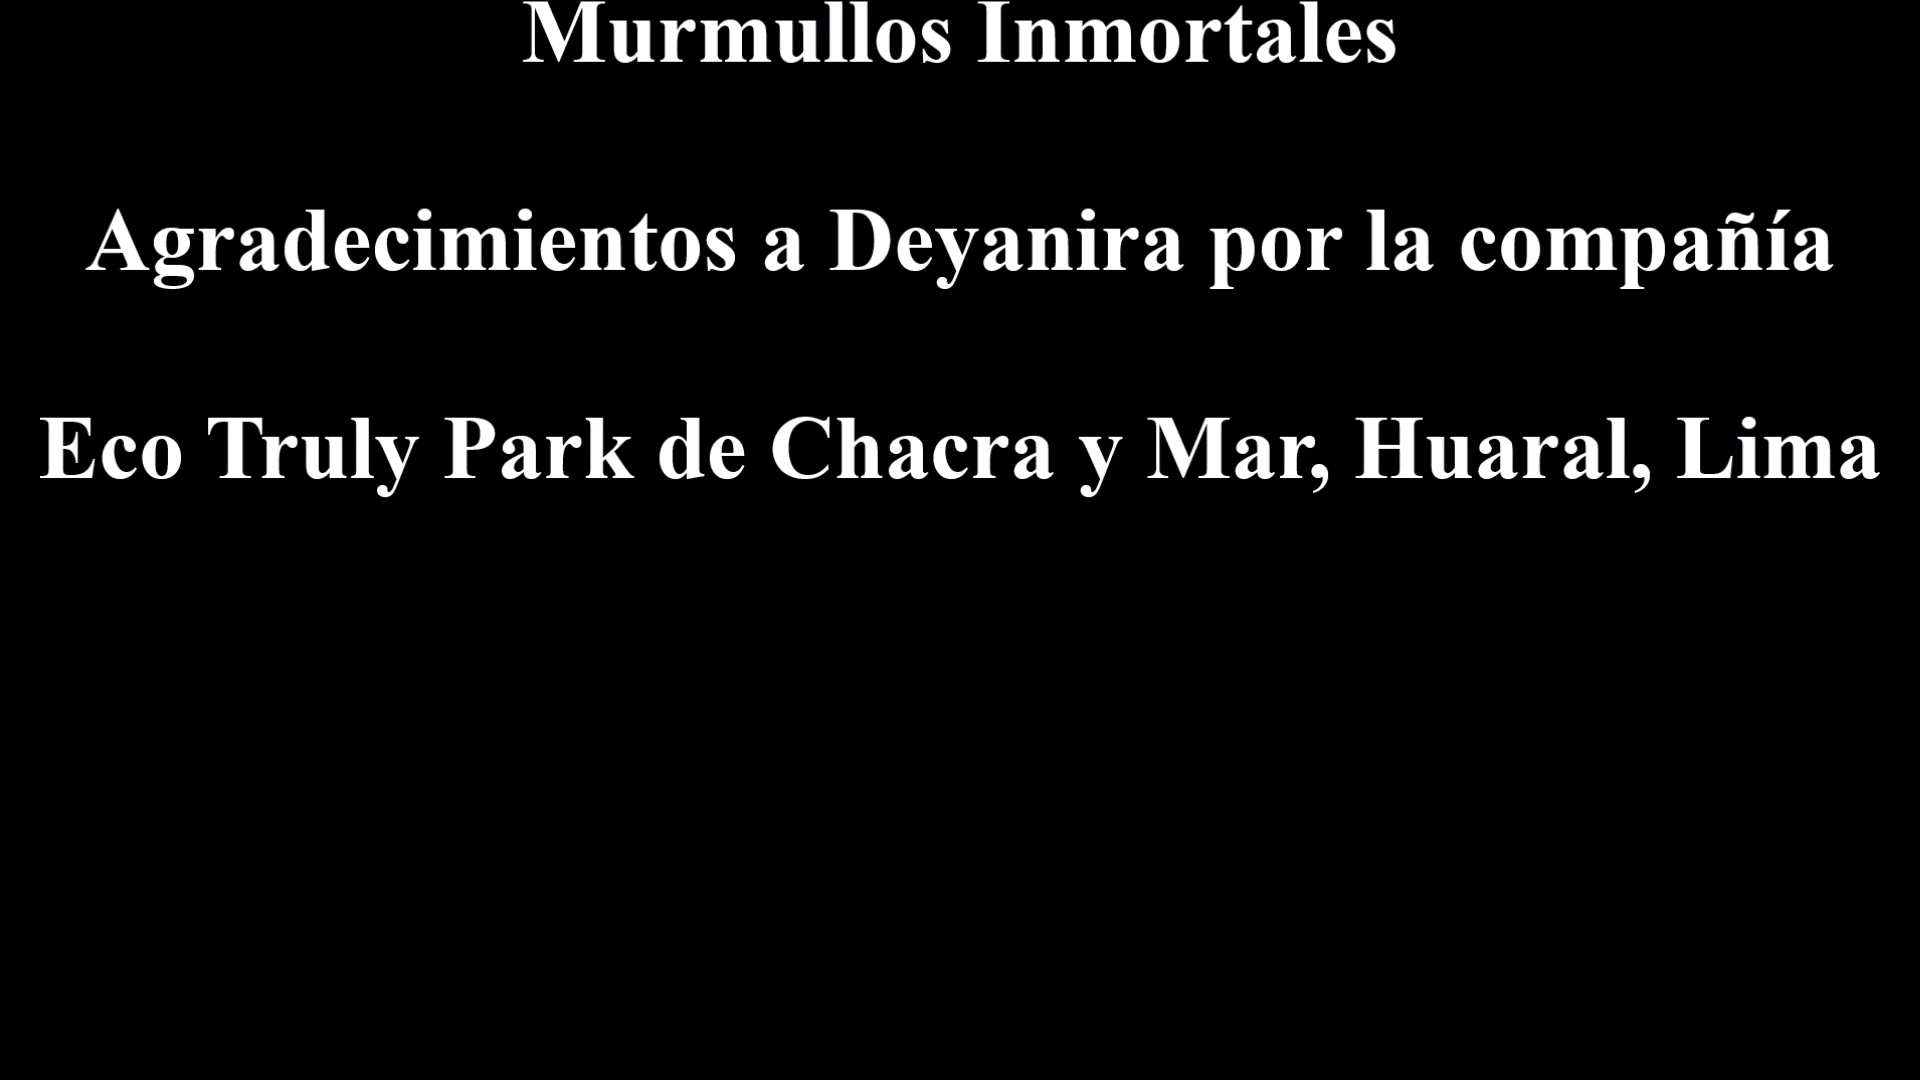 Murmullos Inmortales
Agradecimientos a Deyanira por la compañía
Eco Truly Park de Chacra y Mar, Huaral, Lima